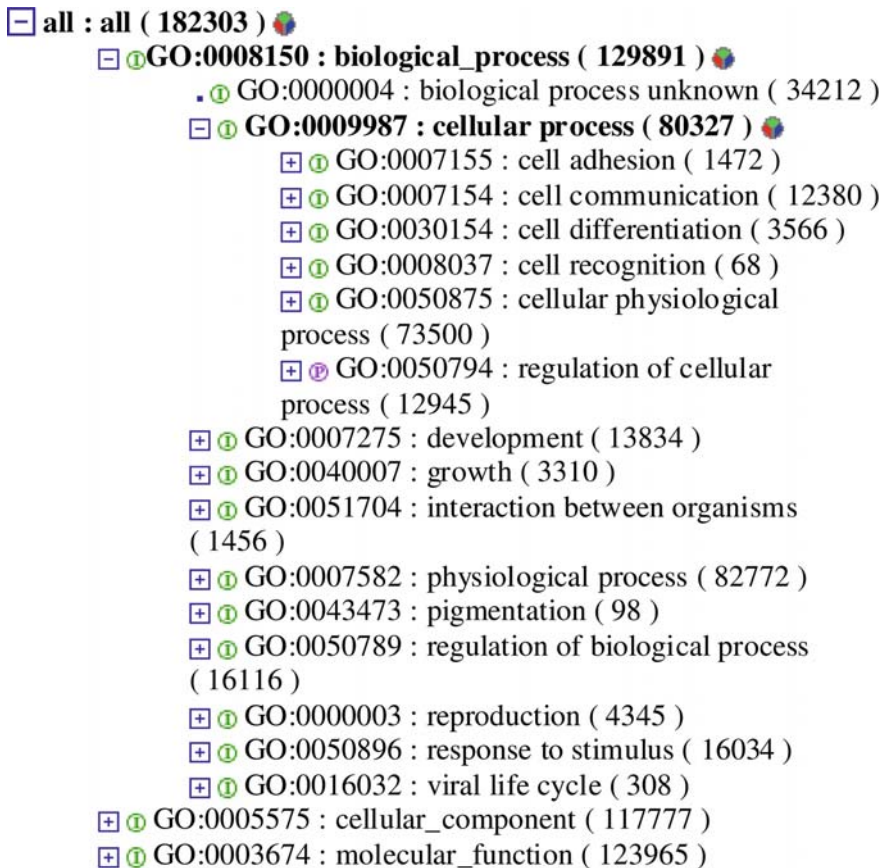 all : all ( 182303 )
GO:0008150 : biological_process ( 129891 )
GO:0000004 : biological process unknown ( 34212 )
GO:0009987 : cellular process ( 80327 )
GO:0007155 : cell adhesion ( 1472 )
GO:0007154 : cell communication ( 12380 )
GO:0030154 : cell differentiation ( 3566 )
GO:0008037 : cell recognition ( 68 )
GO:0050875 : cellular physiological
process ( 73500 )
GO:0050794 : regulation of cellular
process ( 12945 )
GO:0007275 : development ( 13834 )
GO:0040007 : growth ( 3310 )
GO:0051704 : interaction between organisms
( 1456 )
GO:0007582 : physiological process ( 82772 )
GO:0043473 : pigmentation ( 98 )
GO:0050789 : regulation of biological process
( 16116 )
GO:0000003 : reproduction ( 4345 )
GO:0050896 : response to stimulus ( 16034 )
GO:0016032 : viral life cycle ( 308 )
GO:0005575 : cellular_component ( 117777 )
GO:0003674 : molecular_function ( 123965 )